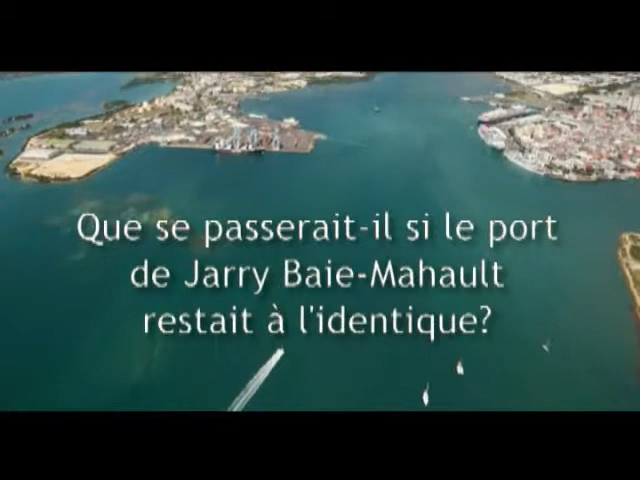 Que se passerait-il si le port
de Jarry Baie-Mahault
restait à l'identique?